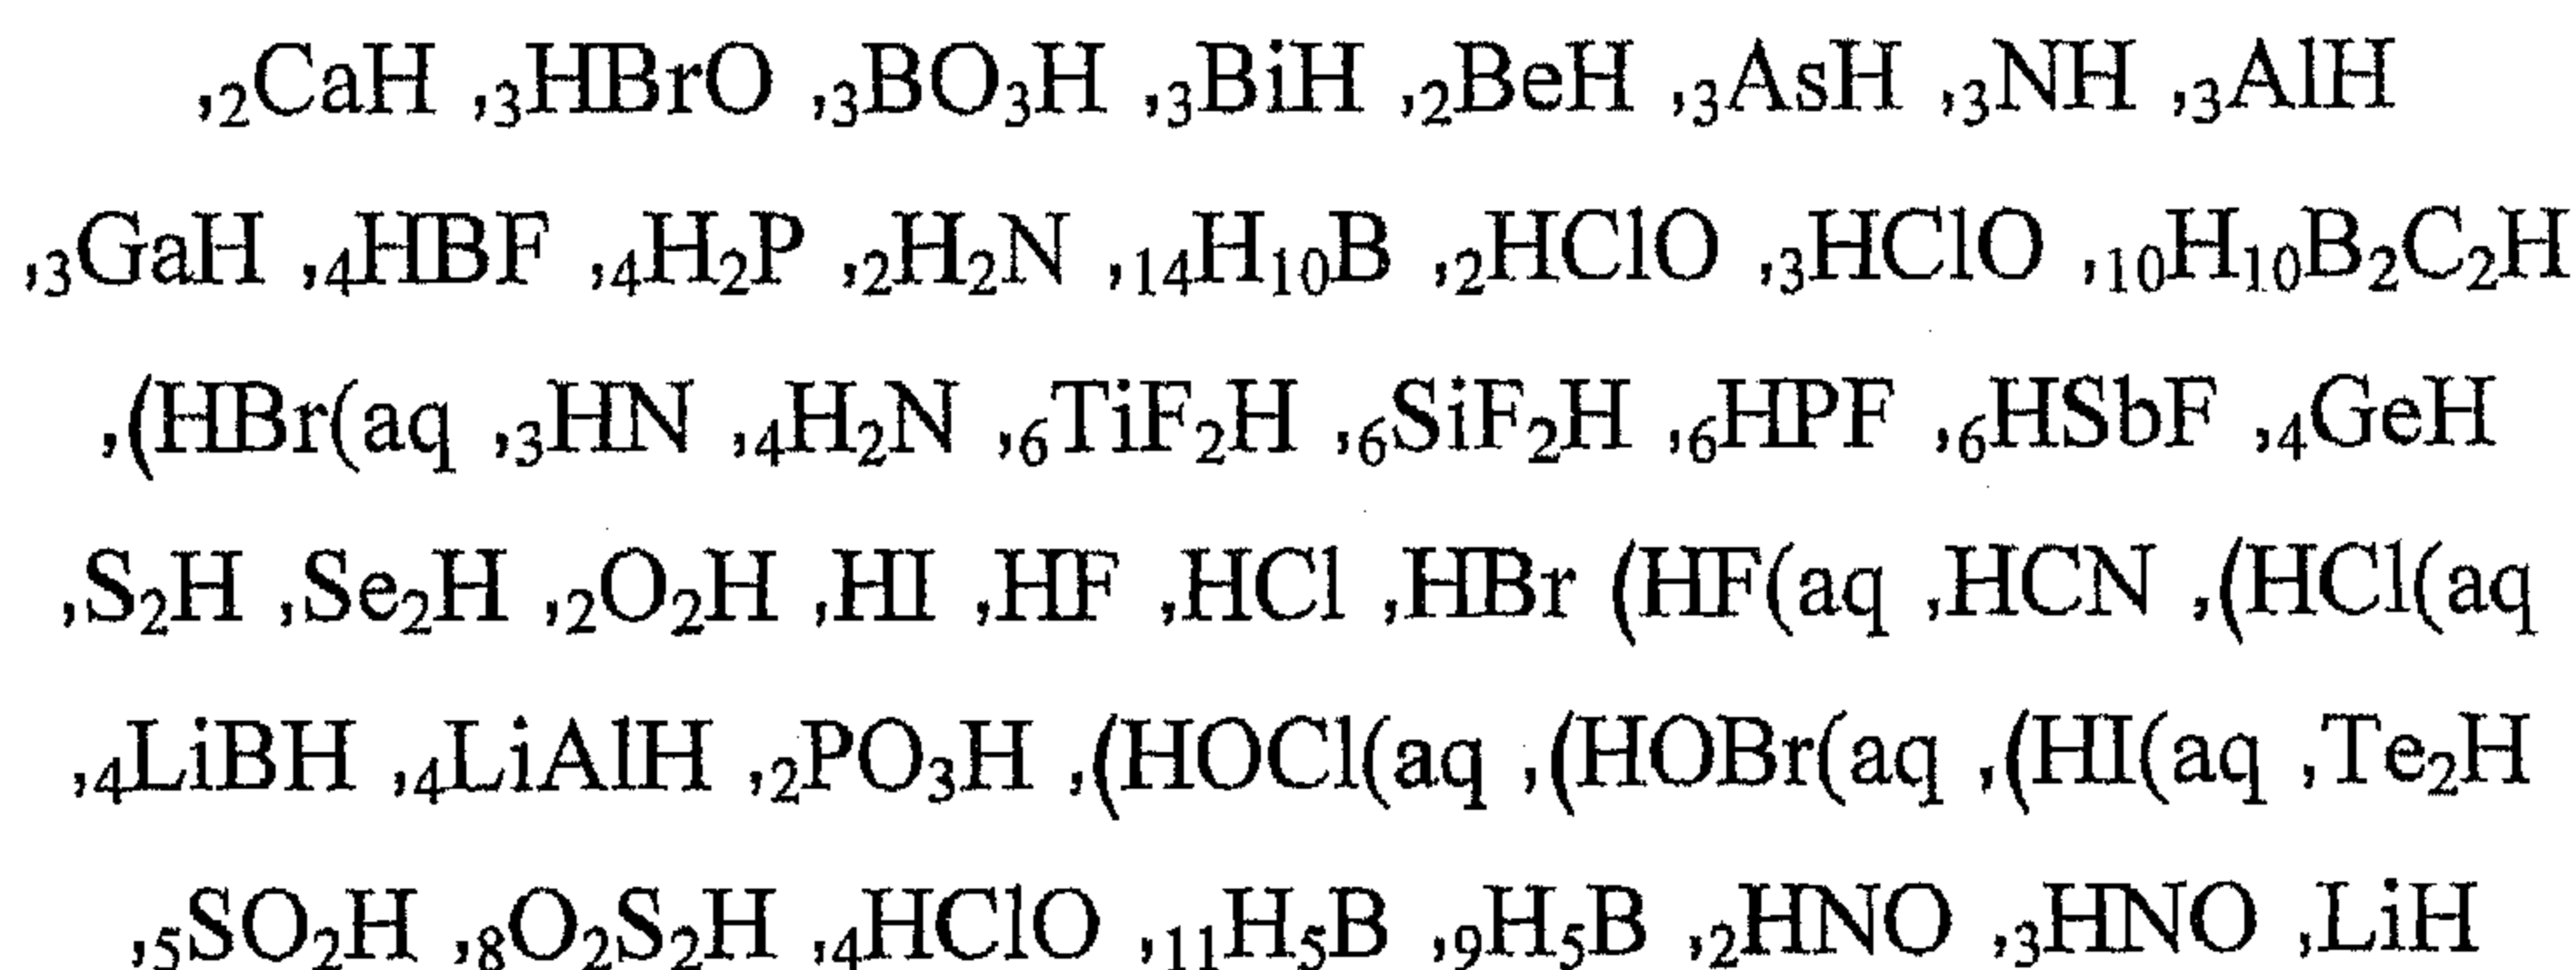 ,₂CaH ,₃HBrO ,₃BO₃H ,₃BiH ,₂BeH ,₃AsH ,₃NH ,₃AlH
,₃GaH ,₄HBF ,₄H₂P ,₂H₂N ,₁₄H₁₀B ,₂HClO ,₃HClO ,₁₀H₁₀B₂C₂H
,(HBr(aq ,₃HN ,₄H₂N ,₆TiF₂H ,₆SiF₂H ,₆HPF ,₆HSbF ,₄GeH
,S₂H ,Se₂H ,₂O₂H ,HI ,HF ,HCl ,HBr (HF(aq ,HCN ,(HCl(aq
,₄LiBH ,₄LiAlH ,₂PO₃H ,(HOCl(aq ,(HOBr(aq ,(HI(aq ,Te₂H
,₅SO₂H ,₈O₂S₂H ,₄HClO ,₁₁H₅B ,₉H₅B ,₂HNO ,₃HNO ,LiH